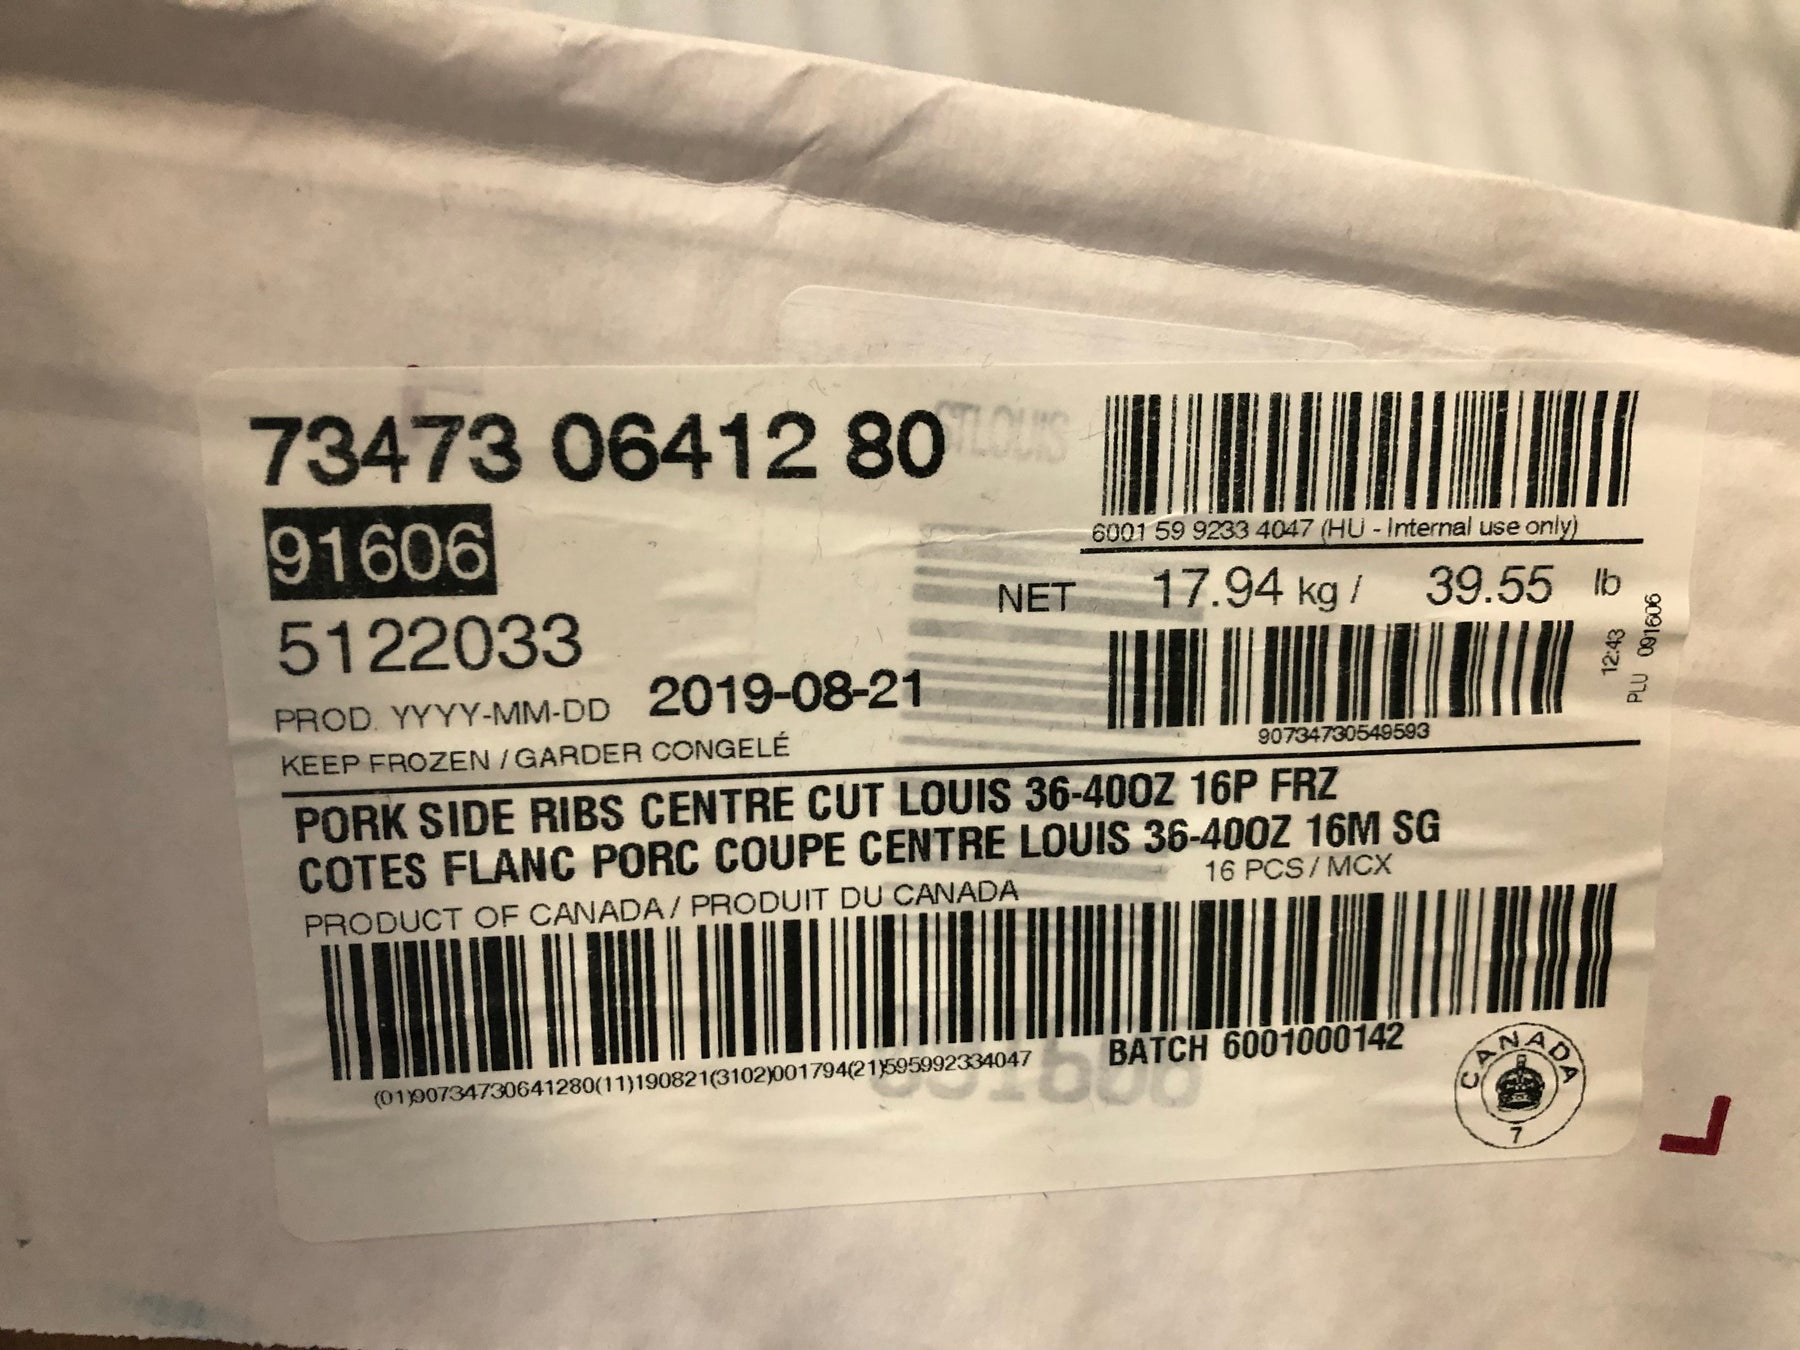 73473 06412 80
91606
5122033
PROD. YYYY-MM-DD 2019-08-21
KEEP FROZEN / GARDER CONGELÉ
6001 59 9233 4047 (HU - Internal use only)
NET 17.94 kg / 39.55 lb
90734730549593
12:43
PLU 091606
PORK SIDE RIBS CENTRE CUT LOUIS 36-40OZ 16P FRZ
COTES FLANC PORC COUPE CENTRE LOUIS 36-40OZ 16M SG
16 PCS / MCX
PRODUCT OF CANADA / PRODUIT DU CANADA
(01)90734730641280(11)190821(3102)001794(21)595992334047
BATCH 6001000142
CANADA
7